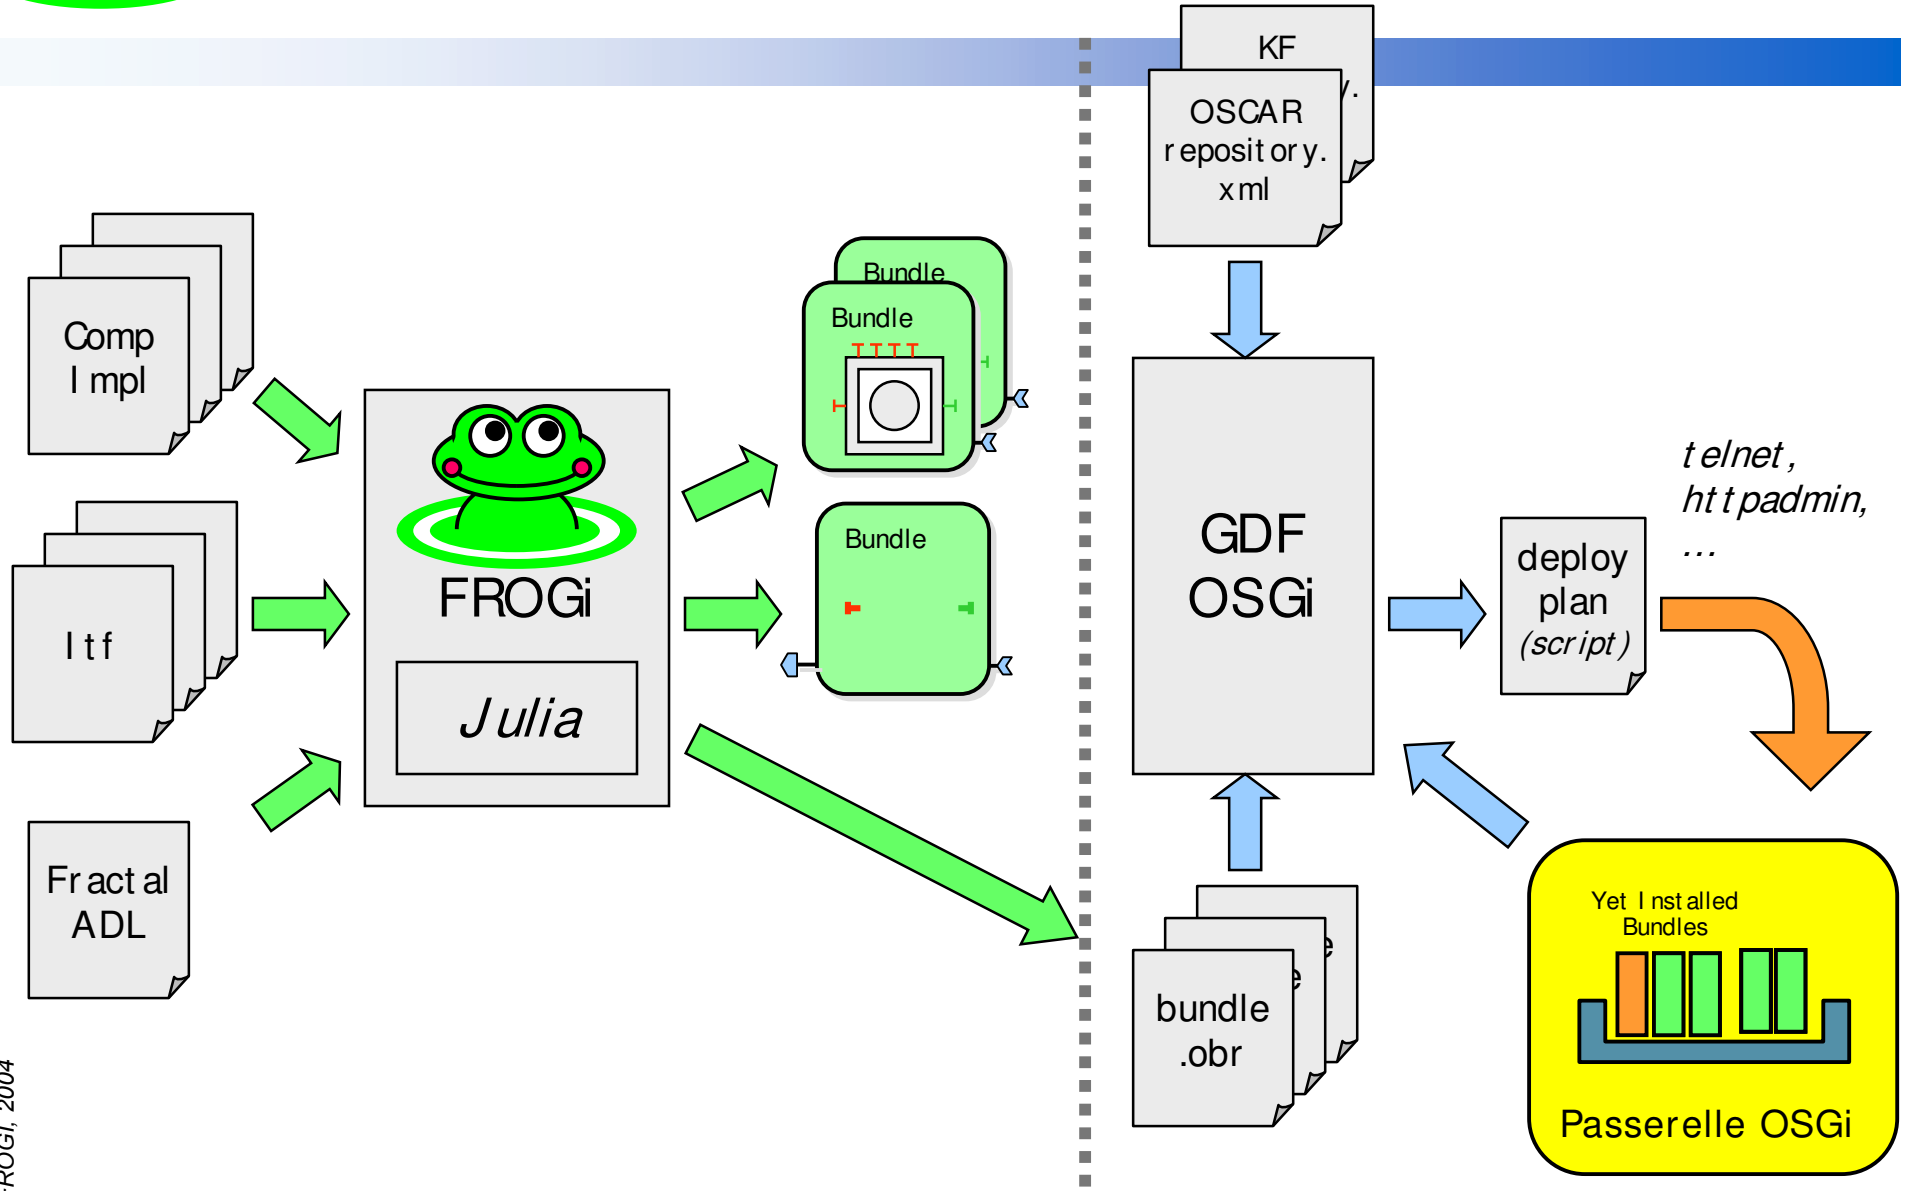 KF
y.
OSCAR
repository.
xml
Comp
Impl
Itf
Fractal
ADL
FROGi
Julia
Bundle
Bundle
Bundle
GDF
OSGi
bundle
.obr
e
e
deploy
plan
(script)
telnet,
httpadmin,
...
Yet Installed
Bundles
Passerelle OSGi
FROGi, 2004